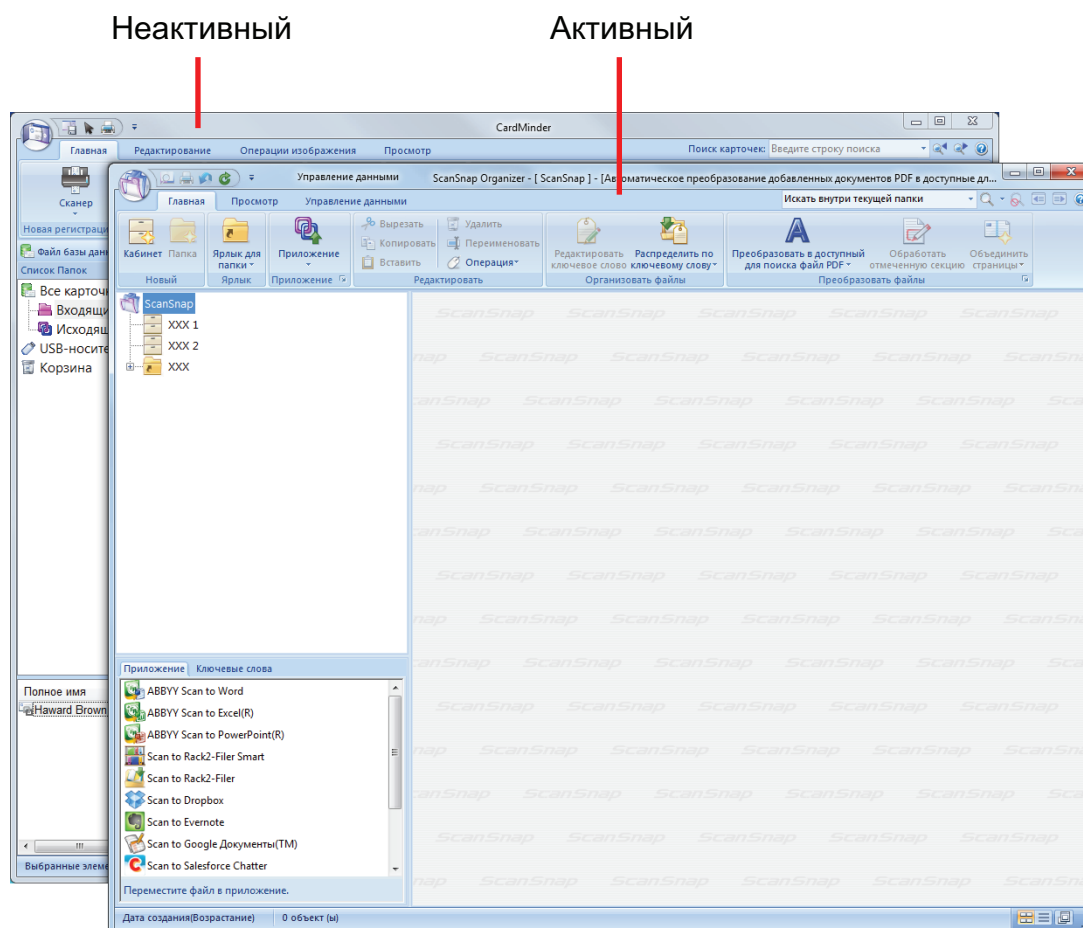 Неактивный
Активный
CardMinder
Главная Редактирование Операции изображения Просмотр
Поиск карточек: Введите строку поиска
Сканер
Новая регистраци
Файл базы дан
Список Папок
Все карточ
Входящи
Исходящ
USB-носите
Корзина
Полное имя
Haward Brown
Выбранные элеме
Управление данными
ScanSnap Organizer - [ ScanSnap ] - [Автоматическое преобразование добавленных документов PDF в доступные дл...
Главная Просмотр Управление данными
Искать внутри текущей папки
Кабинет Папка
Новый
Ярлык для
папки
Ярлык
Приложение
Приложение
Вырезать
Копировать
Вставить
Удалить
Переименовать
Операция
Редактировать
Редактировать
ключевое слово
Распределить по
ключевому слову
Организовать файлы
Преобразовать в доступный
для поиска файл PDF
Обработать
отмеченную секцию
Объединить
страницы
Преобразовать файлы
ScanSnap
XXX 1
XXX 2
XXX
ScanSnap ScanSnap ScanSnap ScanSnap ScanSnap
Приложение Ключевые слова
ABBYY Scan to Word
ABBYY Scan to Excel(R)
ABBYY Scan to PowerPoint(R)
Scan to Rack2-Filer Smart
Scan to Rack2-Filer
Scan to Dropbox
Scan to Evernote
Scan to Google Документы(TM)
Scan to Salesforce Chatter
Переместите файл в приложение.
Дата создания(Возрастание) 0 объект (ы)